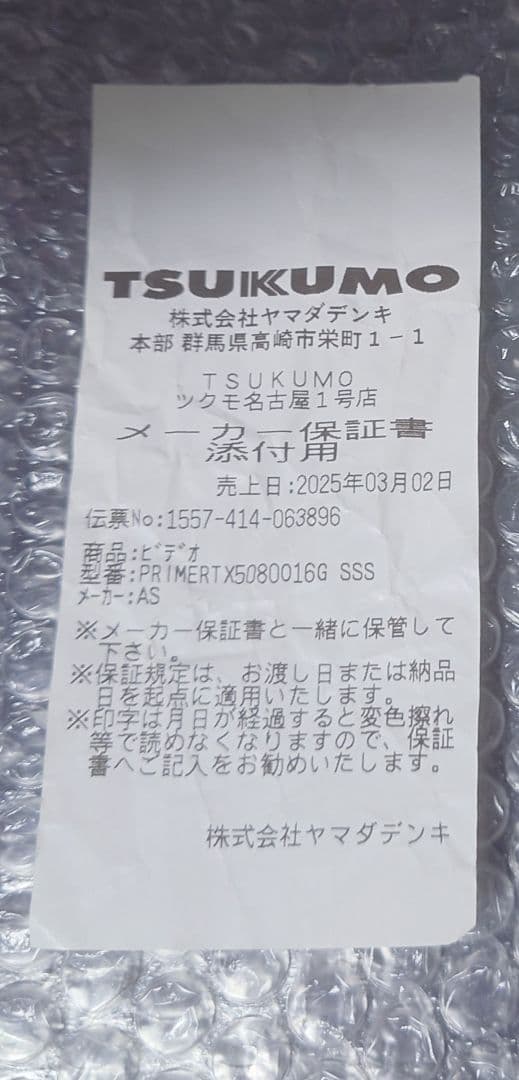 TSUKUMO
株式会社ヤマダデンキ
本部 群馬県高崎市栄町1-1
TSUKUMO
ツクモ名古屋1号店
メーカー保証書
添付用
売上日:2025年03月02日
伝票No:1557-414-063896
商品:ﾋﾞﾃﾞｵ
型番:PRIMERTX5080016G SSS
ﾒｰｶｰ:AS
※メーカー保証書と一緒に保管して
下さい。
※保証規定は、お渡し日または納品
日を起点に適用いたします。
※印字は月日が経過すると変色擦れ
等で読めなくなりますので、保証
書へご記入をお勧めいたします。
株式会社ヤマダデンキ